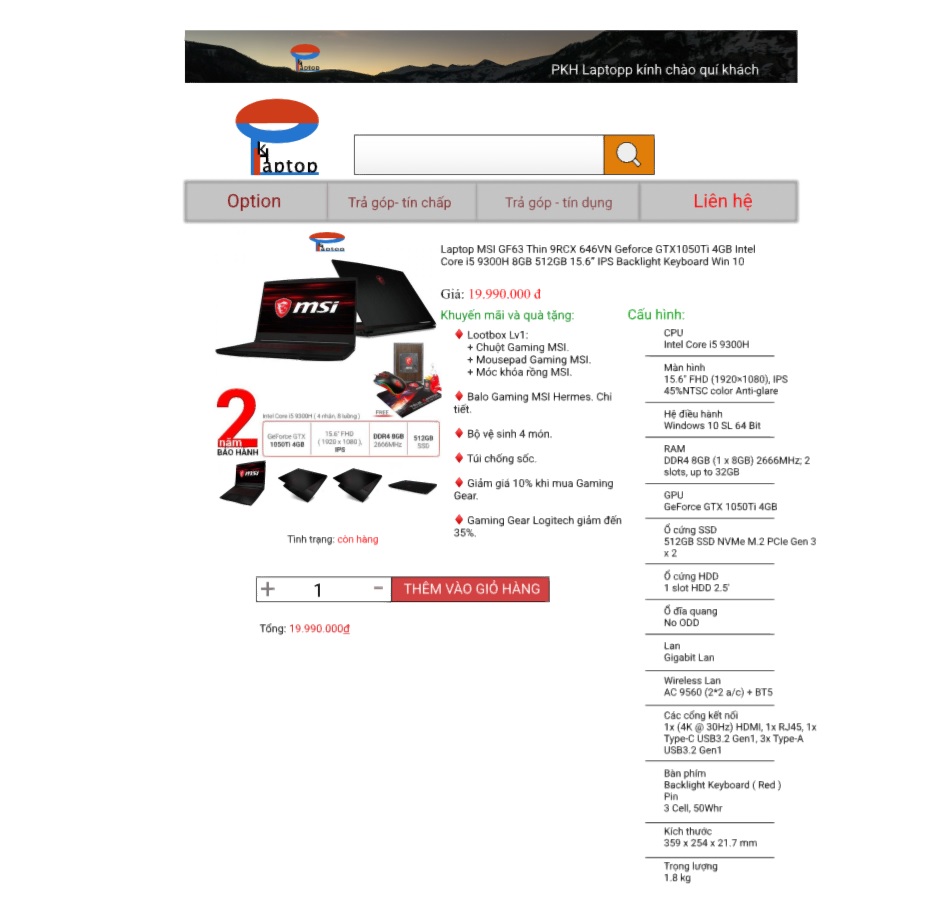 laptop
PKH Laptopp kính chào quí khách
k
laptop
Option
Trả góp- tín chấp
Trả góp - tín dụng
Liên hệ
laptop
Laptop MSI GF63 Thin 9RCX 646VN Geforce GTX1050Ti 4GB Intel
Core i5 9300H 8GB 512GB 15.6” IPS Backlight Keyboard Win 10
Giá: 19.990.000 đ
msi
2
năm
BẢO HÀNH
FREE
Intel Core i5 9300H ( 4 nhân, 8 luồng )
GeForce GTX
1050Ti 4GB
15.6" FHD
( 1920 x 1080 ),
IPS
DDR4 8GB
2666MHz
512GB
SSD
msi
Tình trạng: còn hàng
+ 1 -
THÊM VÀO GIỎ HÀNG
Tổng: 19.990.000₫
Khuyến mãi và quà tặng:
♦ Lootbox Lv1:
+ Chuột Gaming MSI.
+ Mousepad Gaming MSI.
+ Móc khóa rồng MSI.
♦ Balo Gaming MSI Hermes. Chi
tiết.
♦ Bộ vệ sinh 4 món.
♦ Túi chống sốc.
♦ Giảm giá 10% khi mua Gaming
Gear.
♦ Gaming Gear Logitech giảm đến
35%.
Cấu hình:
CPU
Intel Core i5 9300H
Màn hình
15.6" FHD (1920×1080), IPS
45%NTSC color Anti-glare
Hệ điều hành
Windows 10 SL 64 Bit
RAM
DDR4 8GB (1 x 8GB) 2666MHz; 2
slots, up to 32GB
GPU
GeForce GTX 1050Ti 4GB
Ổ cứng SSD
512GB SSD NVMe M.2 PCIe Gen 3
x 2
Ổ cứng HDD
1 slot HDD 2.5'
Ổ đĩa quang
No ODD
Lan
Gigabit Lan
Wireless Lan
AC 9560 (2*2 a/c) + BT5
Các cổng kết nối
1x (4K @ 30Hz) HDMI, 1x RJ45, 1x
Type-C USB3.2 Gen1, 3x Type-A
USB3.2 Gen1
Bàn phím
Backlight Keyboard ( Red )
Pin
3 Cell, 50Whr
Kích thước
359 x 254 x 21.7 mm
Trọng lượng
1.8 kg